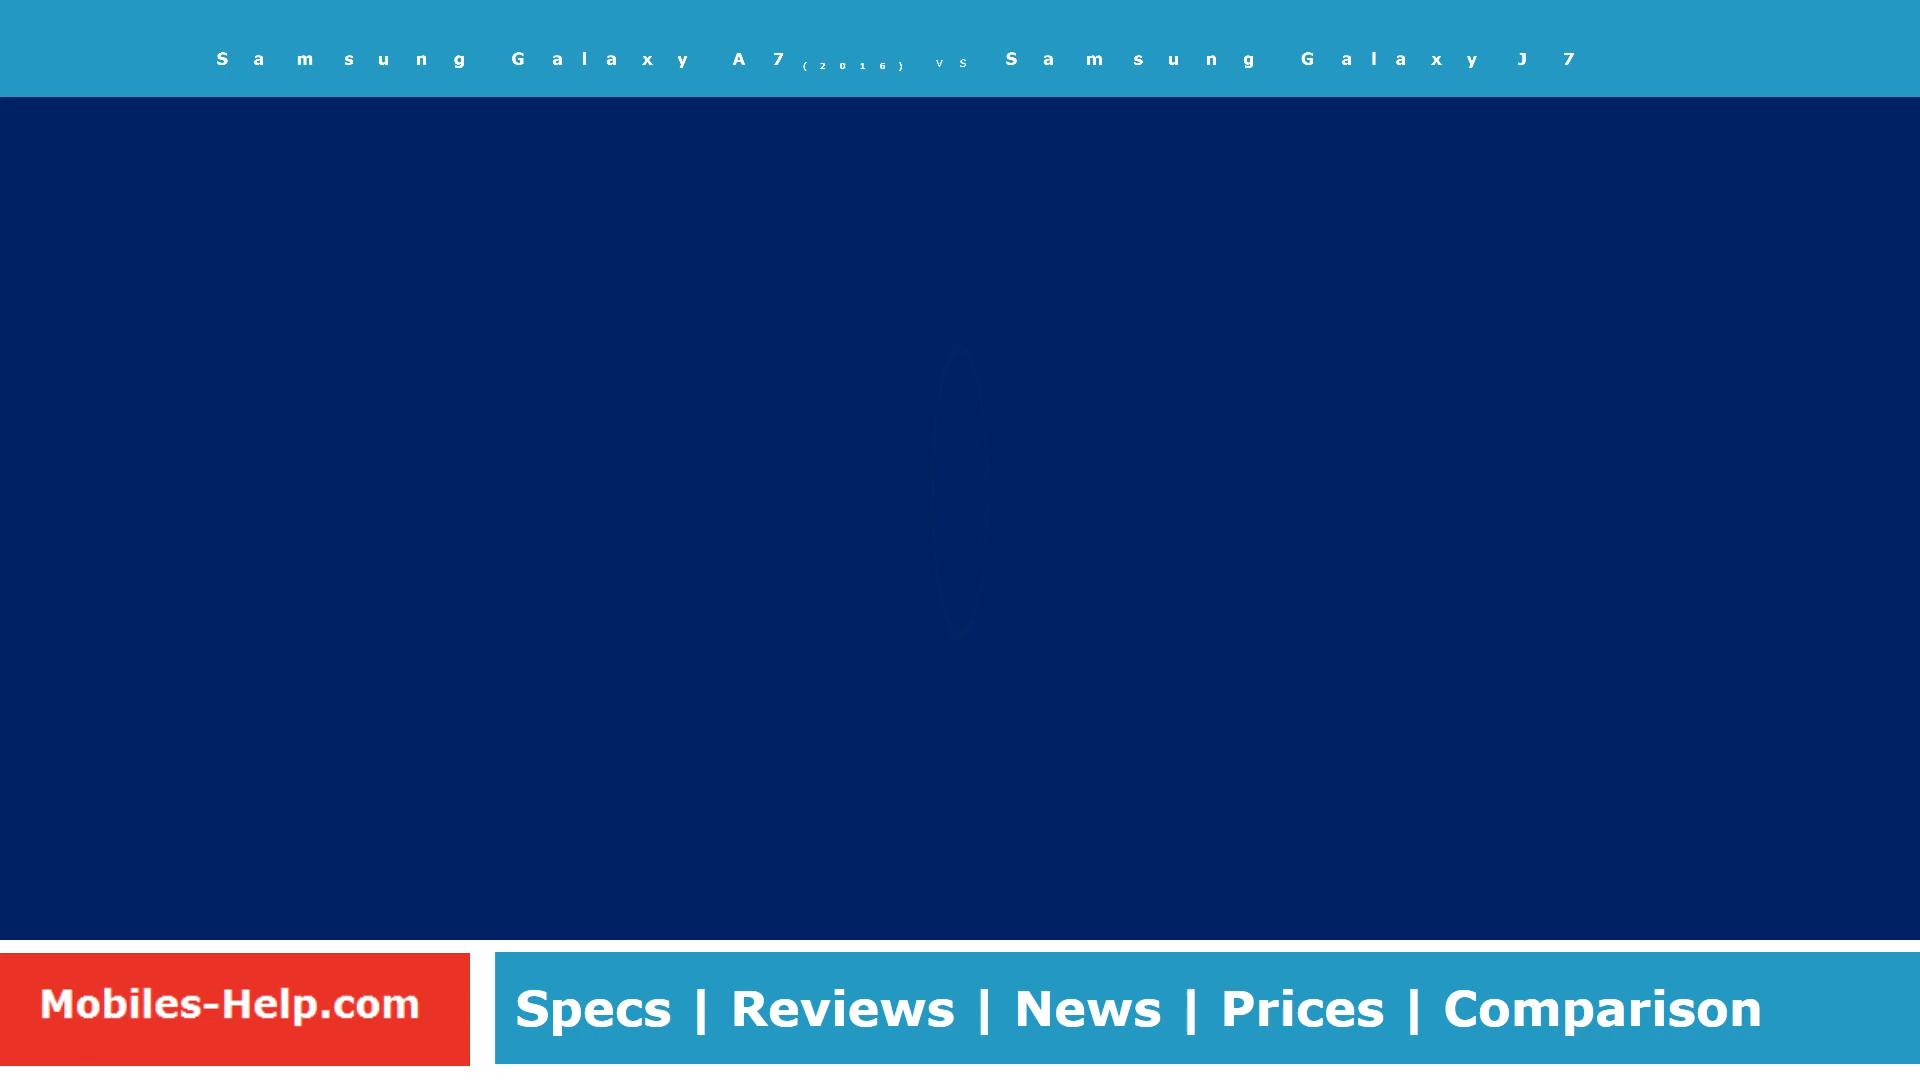 Samsung Galaxy A7 (2016) vs Samsung Galaxy J7
Mobiles-Help.com
Specs | Reviews | News | Prices | Comparison